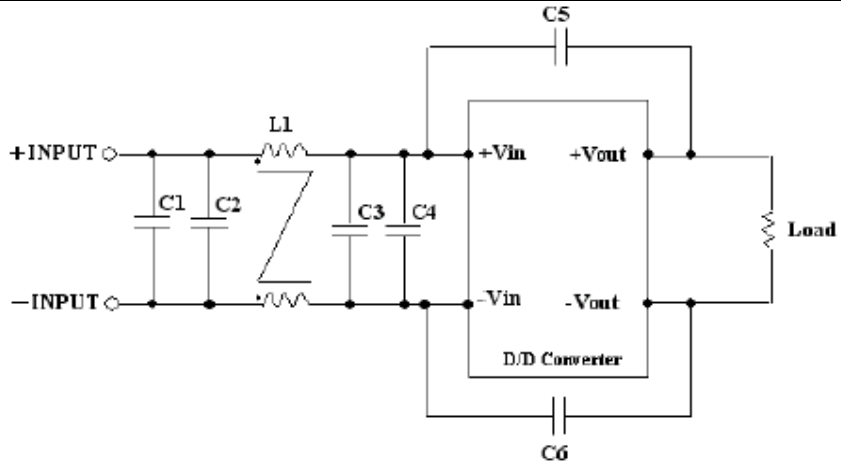 C5
L1
+INPUT
+Vin
+Vout
C1
C2
C3
C4
Load
−INPUT
-Vin
-Vout
D/D Converter
C6